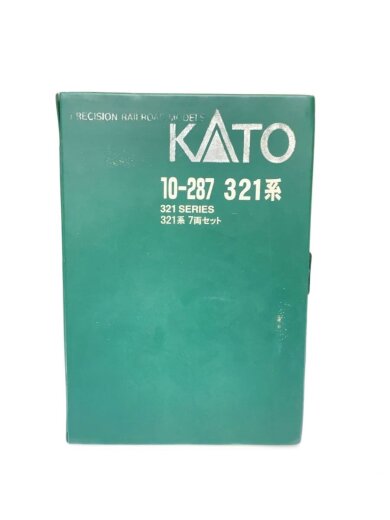 PRECISION RAILROAD MODELS
KATO
10-287 321系
321 SERIES
321系 7両セット